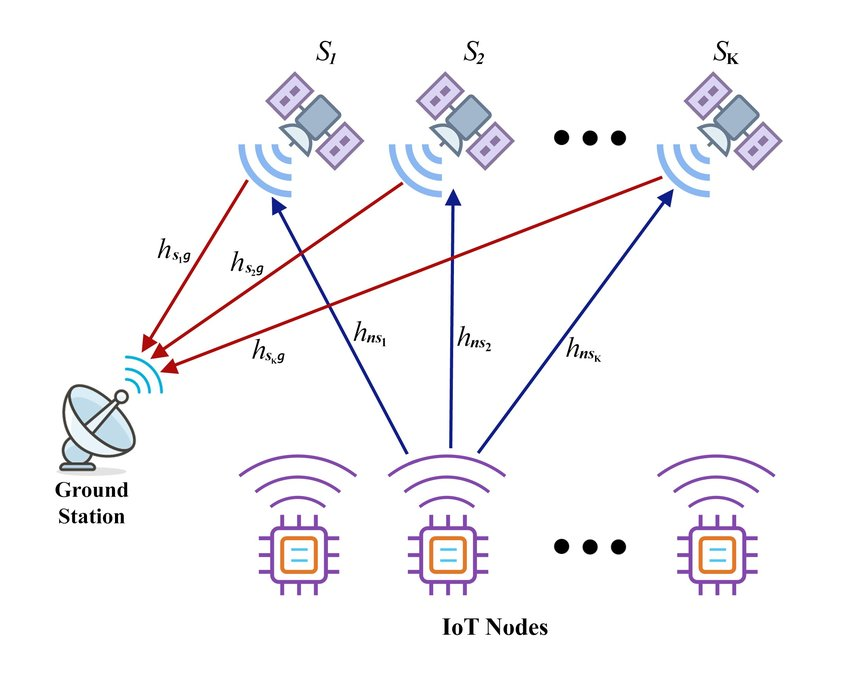 S1
S2
SK
hs1g
hs2g
hsKg
hns1
hns2
hnsK
Ground
Station
IoT Nodes